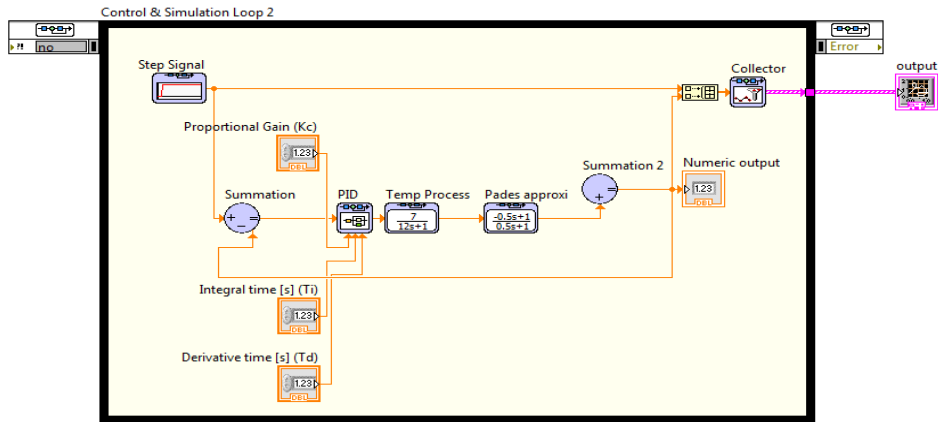 Control & Simulation Loop 2
?!
no
Error
Step Signal
Collector
output
Proportional Gain (Kc)
1.23
DBL
Summation 2
Numeric output
1.23
DBL
Summation
PID
Temp Process
Pades approxi
7
12s+1
-0.5s+1
0.5s+1
Integral time [s] (Ti)
1.23
DBL
Derivative time [s] (Td)
1.23
DBL